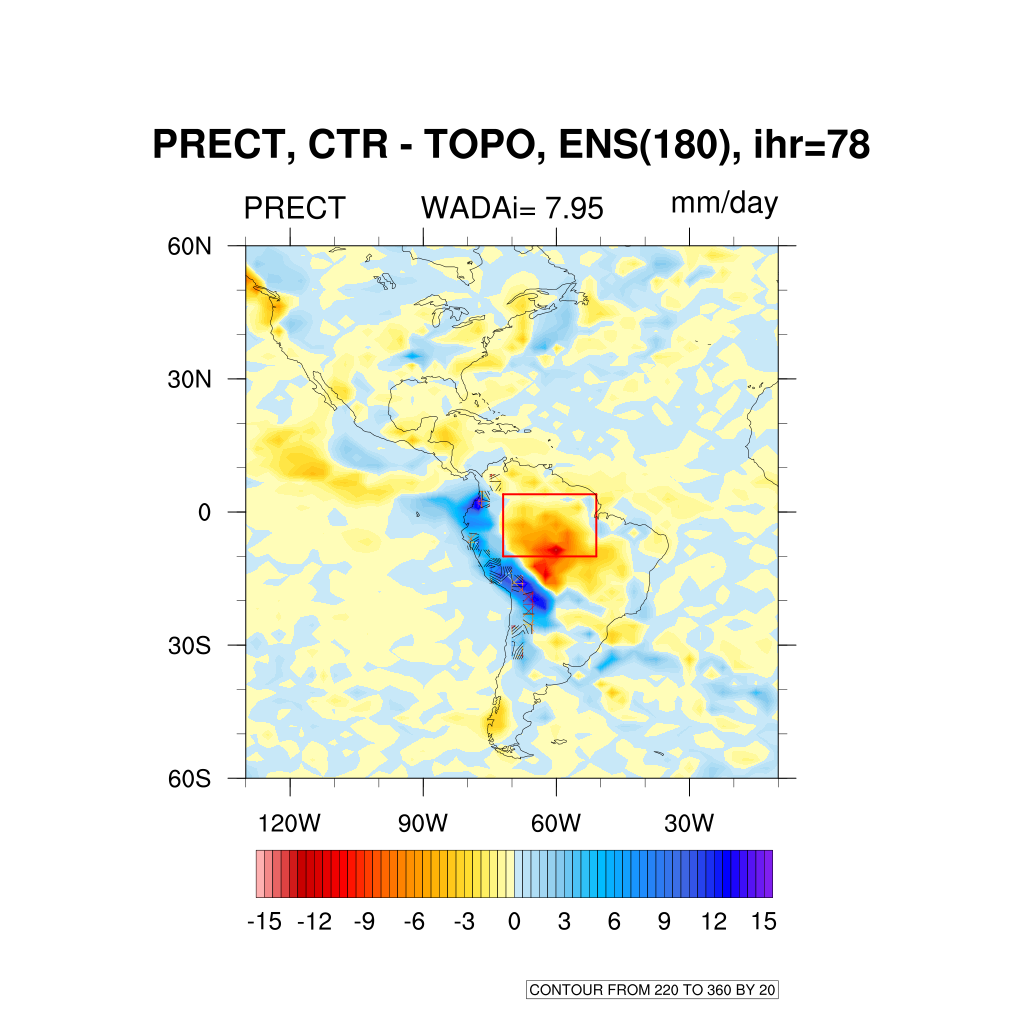 PRECT, CTR - TOPO, ENS(180), ihr=78
PRECT WADAi= 7.95 mm/day
60N
30N
0
30S
60S
120W 90W 60W 30W
-15 -12 -9 -6 -3 0 3 6 9 12 15
CONTOUR FROM 220 TO 360 BY 20